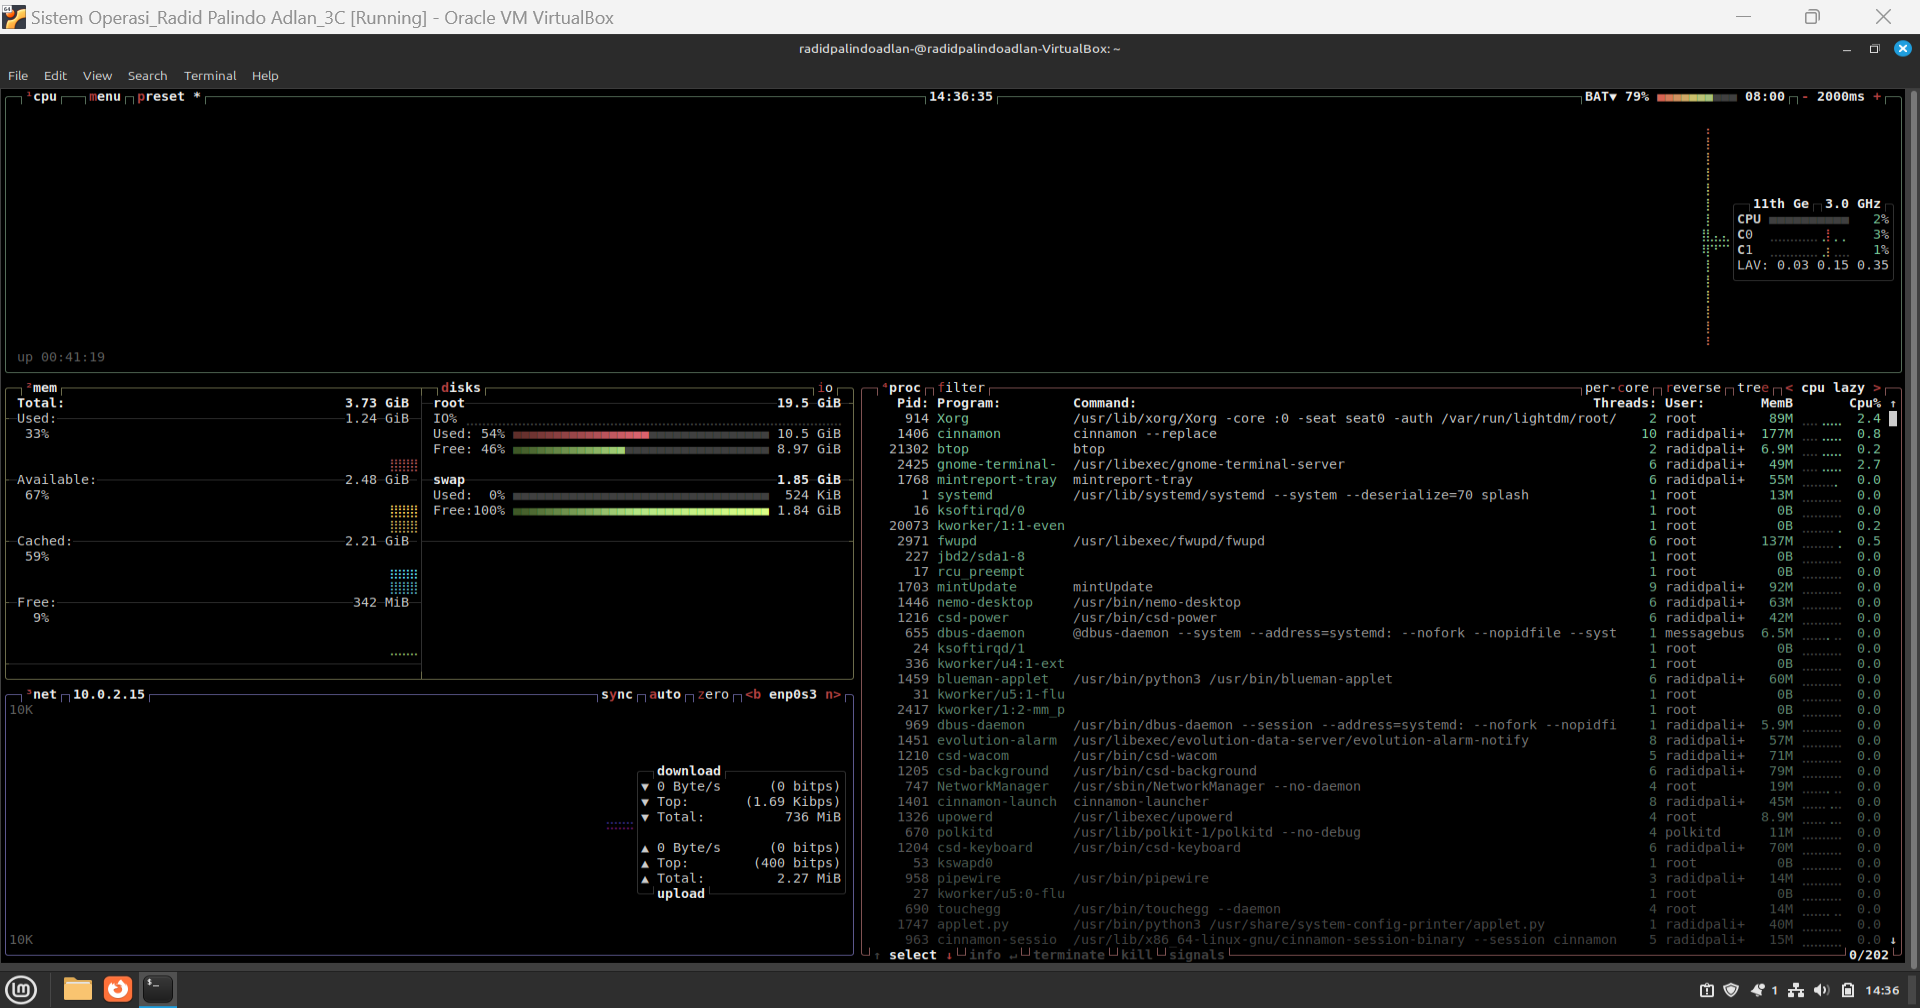 Sistem Operasi_Radid Palindo Adlan_3C [Running] - Oracle VM VirtualBox
radidpalindoadlan-@radidpalindoadlan-VirtualBox: ~
File Edit View Search Terminal Help
¹cpu menu preset * 14:36:35 BAT▼ 79% 08:00 - 2000ms +
11th Ge 3.0 GHz
CPU 2%
C0 3%
C1 1%
LAV: 0.03 0.15 0.35
up 00:41:19
²mem
Total: 3.73 GiB
Used: 1.24 GiB
33%
Available: 2.48 GiB
67%
Cached: 2.21 GiB
59%
Free: 342 MiB
9%
disks io
root 19.5 GiB
IO%
Used: 54% 10.5 GiB
Free: 46% 8.97 GiB
swap 1.85 GiB
Used: 0% 524 KiB
Free:100% 1.84 GiB
³net 10.0.2.15 sync auto zero <b enp0s3 n>
10K
download
▼ 0 Byte/s (0 bitps)
▼ Top: (1.69 Kibps)
▼ Total: 736 MiB
▲ 0 Byte/s (0 bitps)
▲ Top: (400 bitps)
▲ Total: 2.27 MiB
upload
10K
⁴proc filter per-core reverse tree < cpu lazy >
Pid: Program: Command: Threads: User: MemB Cpu% ↑
914 Xorg /usr/lib/xorg/Xorg -core :0 -seat seat0 -auth /var/run/lightdm/root/ 2 root 89M 2.4
1406 cinnamon cinnamon --replace 10 radidpali+ 177M 0.8
21302 btop btop 2 radidpali+ 6.9M 0.2
2425 gnome-terminal- /usr/libexec/gnome-terminal-server 6 radidpali+ 49M 2.7
1768 mintreport-tray mintreport-tray 6 radidpali+ 55M 0.0
1 systemd /usr/lib/systemd/systemd --system --deserialize=70 splash 1 root 13M 0.0
16 ksoftirqd/0 1 root 0B 0.0
20073 kworker/1:1-even 1 root 0B 0.2
2971 fwupd /usr/libexec/fwupd/fwupd 6 root 137M 0.5
227 jbd2/sda1-8 1 root 0B 0.0
17 rcu_preempt 1 root 0B 0.0
1703 mintUpdate mintUpdate 9 radidpali+ 92M 0.0
1446 nemo-desktop /usr/bin/nemo-desktop 6 radidpali+ 63M 0.0
1216 csd-power /usr/bin/csd-power 6 radidpali+ 42M 0.0
655 dbus-daemon @dbus-daemon --system --address=systemd: --nofork --nopidfile --syst 1 messagebus 6.5M 0.0
24 ksoftirqd/1 1 root 0B 0.0
336 kworker/u4:1-ext 1 root 0B 0.0
1459 blueman-applet /usr/bin/python3 /usr/bin/blueman-applet 6 radidpali+ 60M 0.0
31 kworker/u5:1-flu 1 root 0B 0.0
2417 kworker/1:2-mm_p 1 root 0B 0.0
969 dbus-daemon /usr/bin/dbus-daemon --session --address=systemd: --nofork --nopidfi 1 radidpali+ 5.9M 0.0
1451 evolution-alarm /usr/libexec/evolution-data-server/evolution-alarm-notify 8 radidpali+ 57M 0.0
1210 csd-wacom /usr/bin/csd-wacom 5 radidpali+ 71M 0.0
1205 csd-background /usr/bin/csd-background 6 radidpali+ 79M 0.0
747 NetworkManager /usr/sbin/NetworkManager --no-daemon 4 root 19M 0.0
1401 cinnamon-launch cinnamon-launcher 8 radidpali+ 45M 0.0
1326 upowerd /usr/libexec/upowerd 4 root 8.9M 0.0
670 polkitd /usr/lib/polkit-1/polkitd --no-debug 4 polkitd 11M 0.0
1204 csd-keyboard /usr/bin/csd-keyboard 6 radidpali+ 70M 0.0
53 kswapd0 1 root 0B 0.0
958 pipewire /usr/bin/pipewire 3 radidpali+ 14M 0.0
27 kworker/u5:0-flu 1 root 0B 0.0
690 touchegg /usr/bin/touchegg --daemon 4 root 14M 0.0
1747 applet.py /usr/bin/python3 /usr/share/system-config-printer/applet.py 1 radidpali+ 40M 0.0
963 cinnamon-sessio /usr/lib/x86_64-linux-gnu/cinnamon-session-binary --session cinnamon 5 radidpali+ 15M 0.0 ↓
↑ select ↓ info ↵ terminate kill signals 0/202
1 14:36